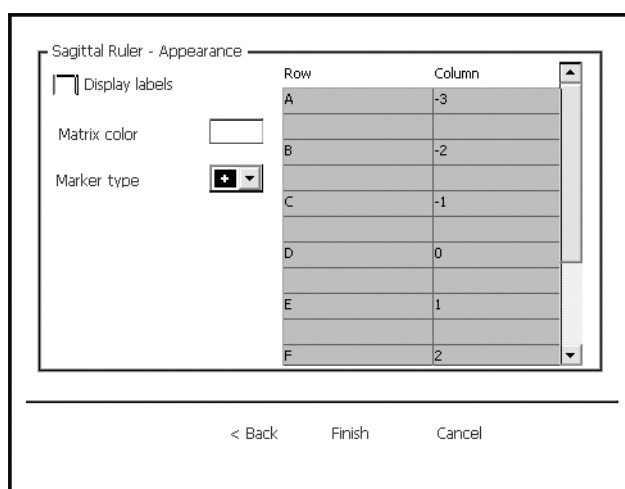 Sagittal Ruler - Appearance
Display labels
Matrix color
Marker type
Row Column
A -3
B -2
C -1
D 0
E 1
F 2
< Back Finish Cancel